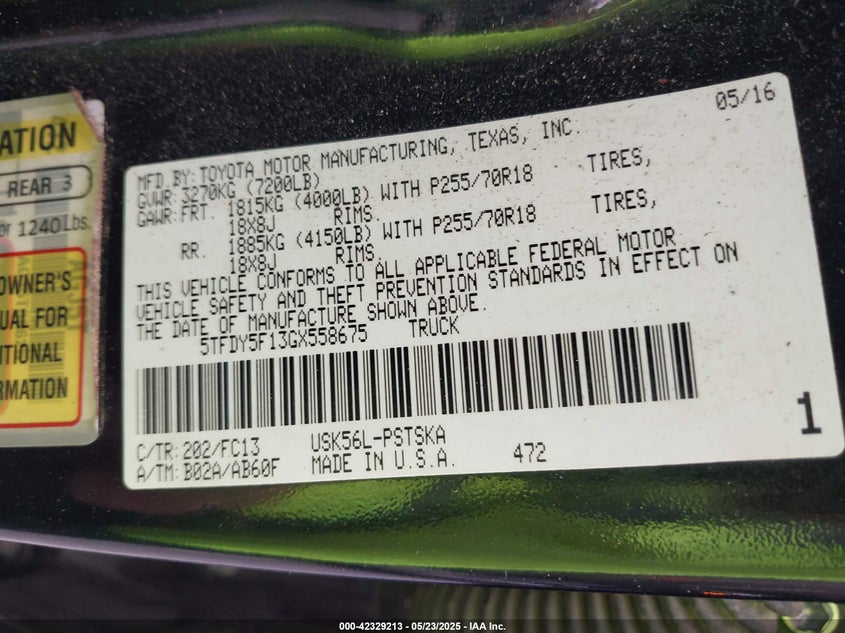 ATION
REAR 3
or 1240 Lbs.
OWNER'S
UAL FOR
ITIONAL
RMATION
05/16
MFD BY: TOYOTA MOTOR MANUFACTURING, TEXAS, INC.
GVWR: 3270KG (7200LB)
GAWR: FRT. 1815KG (4000LB) WITH P255/70R18 TIRES,
18X8J RIMS.
RR. 1885KG (4150LB) WITH P255/70R18 TIRES,
18X8J RIMS.
THIS VEHICLE CONFORMS TO ALL APPLICABLE FEDERAL MOTOR
VEHICLE SAFETY AND THEFT PREVENTION STANDARDS IN EFFECT ON
THE DATE OF MANUFACTURE SHOWN ABOVE.
5TFDY5F13GX558675 TRUCK
C/TR: 202/FC13 USK56L-PSTSKA
A/TM: B02A/AB60F MADE IN U.S.A. 472
1
000-42329213 - 05/23/2025 - IAA Inc.